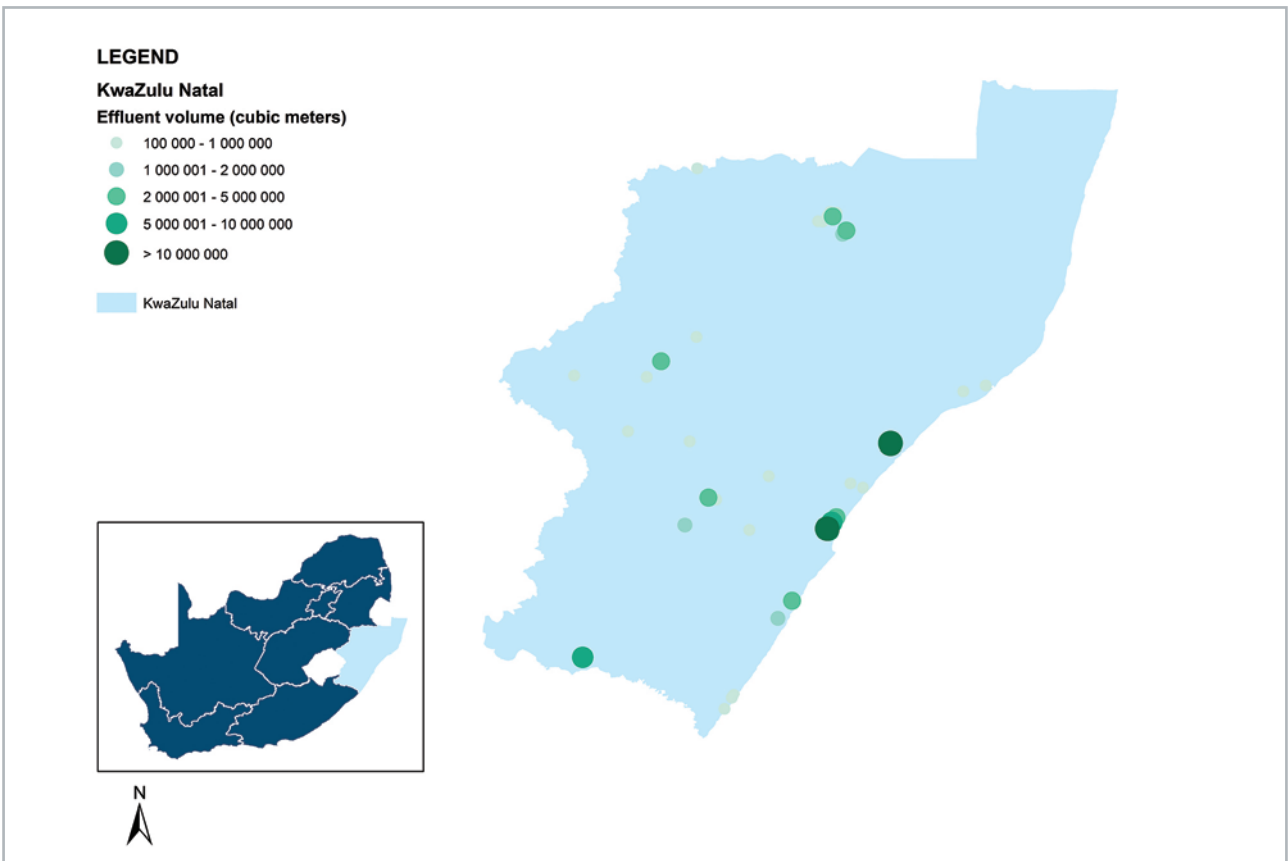 LEGEND
KwaZulu Natal
Effluent volume (cubic meters)
100 000 - 1 000 000
1 000 001 - 2 000 000
2 000 001 - 5 000 000
5 000 001 - 10 000 000
> 10 000 000
KwaZulu Natal
N